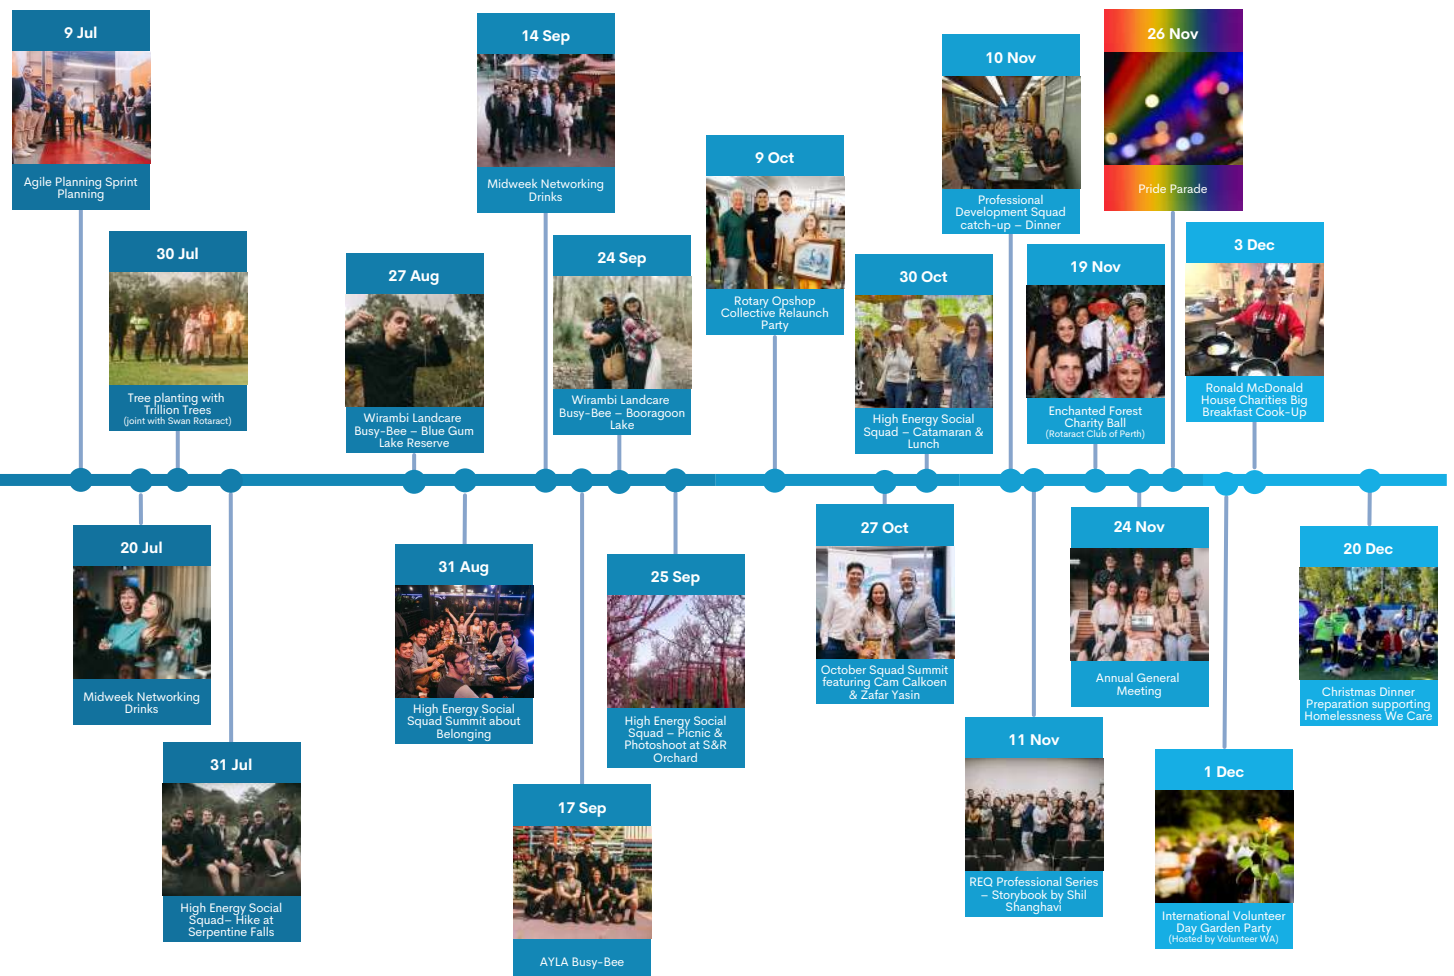 9 Jul
Agile Planning Sprint
Planning
20 Jul
Midweek Networking
Drinks
30 Jul
Tree planting with
Trillion Trees
(joint with Swan Rotaract)
31 Jul
High Energy Social
Squad– Hike at
Serpentine Falls
27 Aug
Wirambi Landcare
Busy-Bee – Blue Gum
Lake Reserve
31 Aug
High Energy Social
Squad Summit about
Belonging
14 Sep
Midweek Networking
Drinks
17 Sep
AYLA Busy-Bee
24 Sep
Wirambi Landcare
Busy-Bee – Booragoon
Lake
25 Sep
High Energy Social
Squad – Picnic &
Photoshoot at S&R
Orchard
9 Oct
Rotary Opshop
Collective Relaunch
Party
27 Oct
October Squad Summit
featuring Cam Calkoen
& Zafar Yasin
30 Oct
High Energy Social
Squad – Catamaran &
Lunch
10 Nov
Professional
Development Squad
catch-up – Dinner
11 Nov
REQ Professional Series
– Storybook by Shil
Shanghavi
19 Nov
Enchanted Forest
Charity Ball
(Rotaract Club of Perth)
24 Nov
Annual General
Meeting
26 Nov
Pride Parade
1 Dec
International Volunteer
Day Garden Party
(Hosted by Volunteer WA)
3 Dec
Ronald McDonald
House Charities Big
Breakfast Cook-Up
20 Dec
Christmas Dinner
Preparation supporting
Homelessness We Care